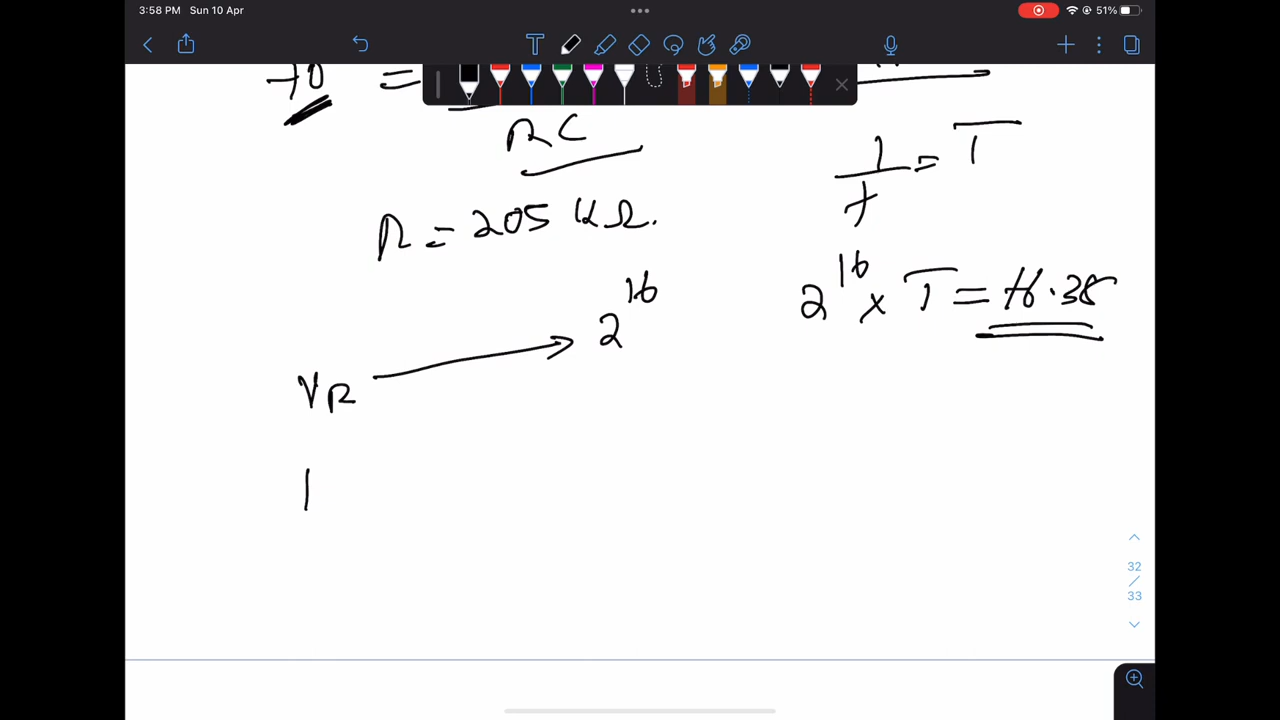 3:58 PM Sun 10 Apr
51%
=
RC
1/f = T
R = 205 KΩ.
2^16 × T = 16.38
2^16
VR
32
/
33